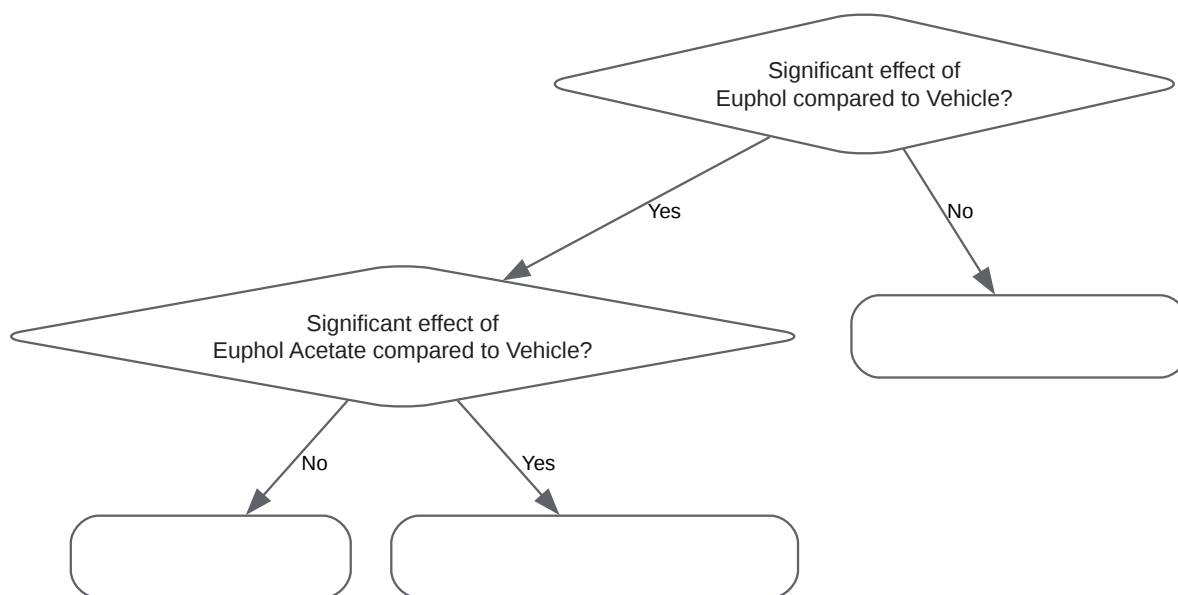 Significant effect of
Euphol compared to Vehicle?
Yes
No
Significant effect of
Euphol Acetate compared to Vehicle?
No
Yes